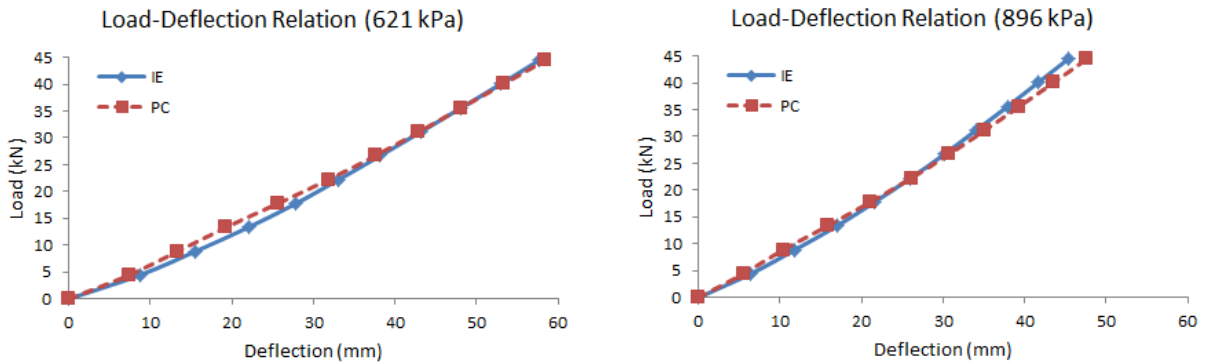 Load-Deflection Relation (621 kPa)
45
40
35
30
25
20
15
10
5
0
Load (kN)
IE
PC
0 10 20 30 40 50 60
Deflection (mm)
Load-Deflection Relation (896 kPa)
45
40
35
30
25
20
15
10
5
0
Load (kN)
IE
PC
0 10 20 30 40 50 60
Deflection (mm)